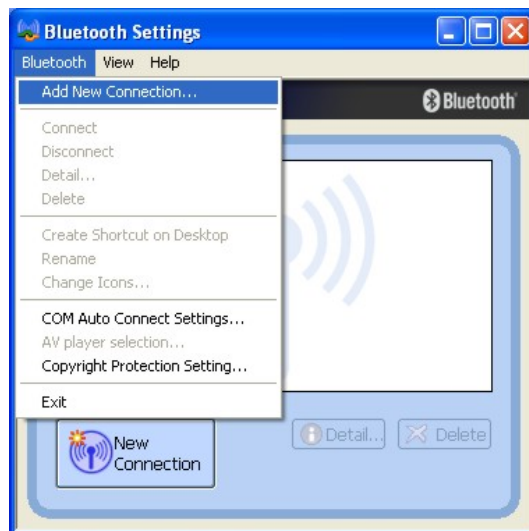 Bluetooth Settings
Bluetooth View Help
Add New Connection...
Bluetooth
Connect
Disconnect
Detail...
Delete
Create Shortcut on Desktop
Rename
Change Icons...
COM Auto Connect Settings...
AV player selection...
Copyright Protection Setting...
Exit
New
Connection
Detail... Delete